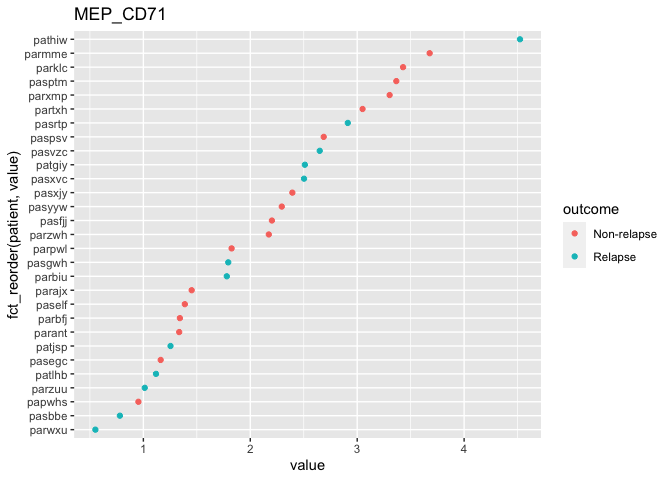 MEP_CD71
fct_reorder(patient, value)
pathiw
parmme
parklc
pasptm
parxmp
partxh
pasrtp
paspsv
pasvzc
patgiy
pasxvc
pasxjy
pasyyw
pasfjj
parzwh
parpwl
pasgwh
parbiu
parajx
paself
parbfj
parant
patjsp
pasegc
patlhb
parzuu
papwhs
pasbbe
parwxu
1 2 3 4
value
outcome
Non-relapse
Relapse